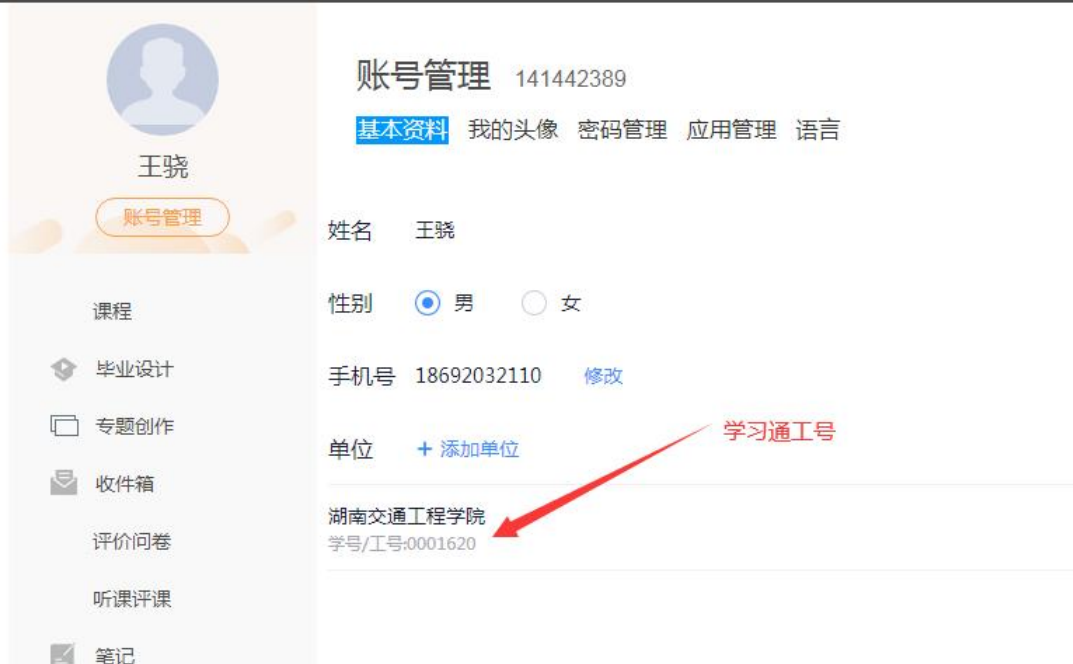 王骁
账号管理
课程
毕业设计
专题创作
收件箱
评价问卷
听课评课
笔记
账号管理 141442389
基本资料 我的头像 密码管理 应用管理 语言
姓名 王骁
性别 男 女
手机号 18692032110 修改
单位 + 添加单位
学习通工号
湖南交通工程学院
学号/工号:0001620